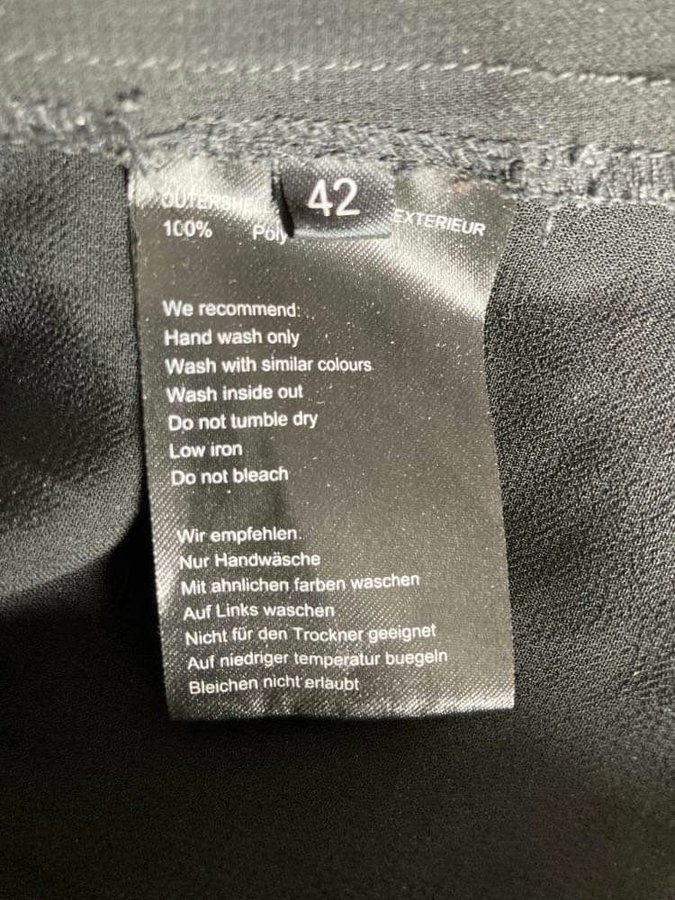 42
EXTERIEUR
100%
We recommend:
Hand wash only
Wash with similar colours
Wash inside out
Do not tumble dry
Low iron
Do not bleach
Wir empfehlen:
Nur Handwäsche
Mit ahnlichen farben waschen
Auf Links waschen
Nicht für den Trockner geeignet
Auf niedriger temperatur buegeln
Bleichen nicht erlaubt